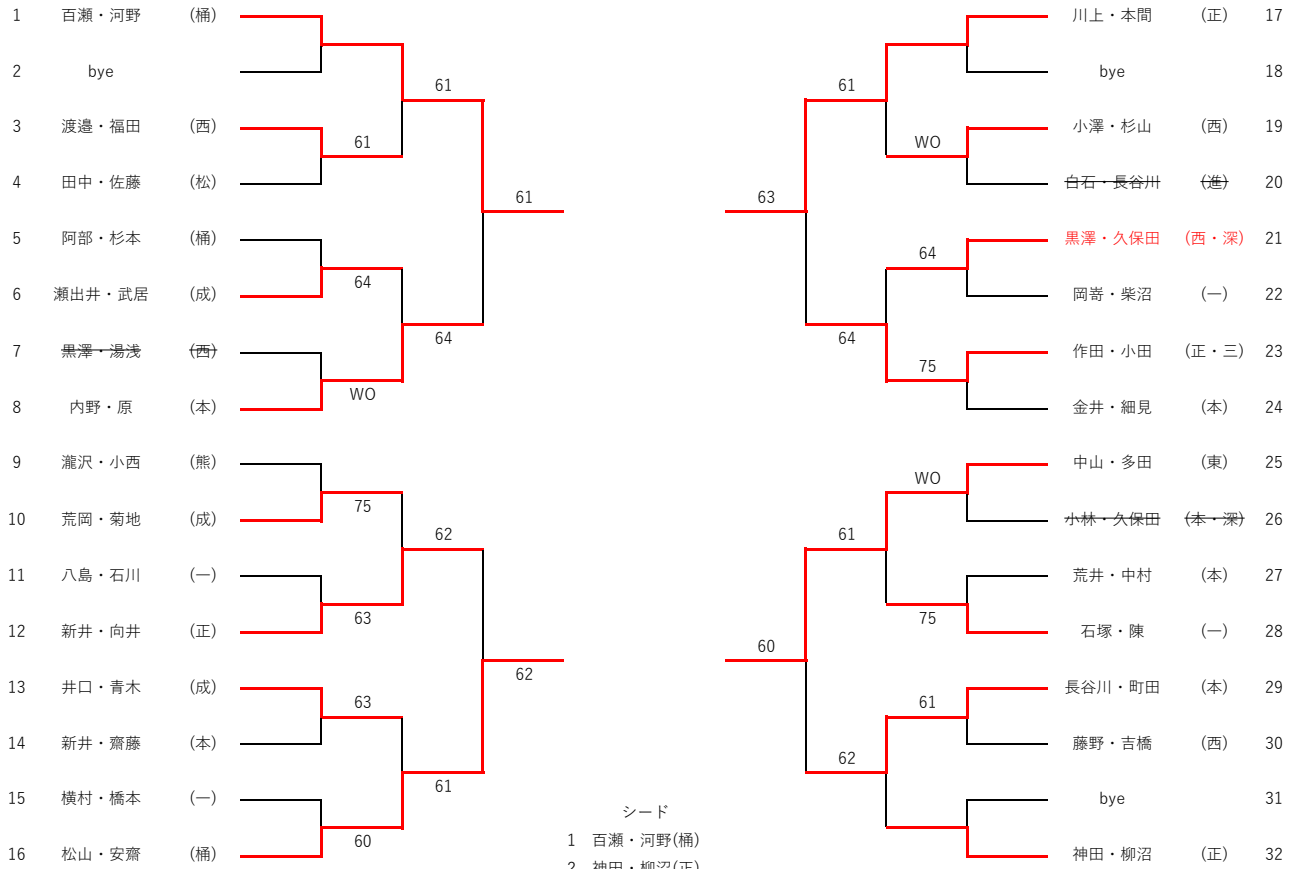 1 百瀬・河野 (桶)
2 bye
3 渡邉・福田 (西)
4 田中・佐藤 (松)
5 阿部・杉本 (桶)
6 瀬出井・武居 (成)
7 黒澤・湯浅 (西)
8 内野・原 (本)
9 瀧沢・小西 (熊)
10 荒岡・菊地 (成)
11 八島・石川 (一)
12 新井・向井 (正)
13 井口・青木 (成)
14 新井・齋藤 (本)
15 横村・橋本 (一)
16 松山・安齋 (桶)
61
64
WO
75
63
63
60
61
64
62
61
61
62
63
60
61
64
61
62
WO
64
75
WO
75
61
川上・本間 (正) 17
bye 18
小澤・杉山 (西) 19
白石・長谷川 (進) 20
黒澤・久保田 (西・深) 21
岡嵜・柴沼 (一) 22
作田・小田 (正・三) 23
金井・細見 (本) 24
中山・多田 (東) 25
小林・久保田 (本・深) 26
荒井・中村 (本) 27
石塚・陳 (一) 28
長谷川・町田 (本) 29
藤野・吉橋 (西) 30
bye 31
神田・柳沼 (正) 32
シード
1 百瀬・河野(桶)
2 神田・柳沼(正)